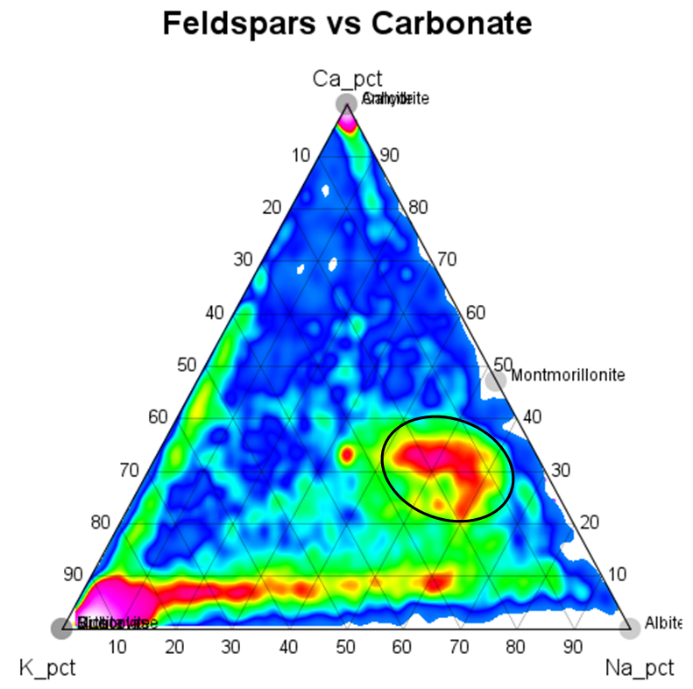 Feldspars vs Carbonate
Ca_pct
10 90
20 80
30 70
40 60
50 50
Montmorillonite
60 40
70 30
80 20
90 10
Albite
10 20 30 40 50 60 70 80 90
K_pct Na_pct